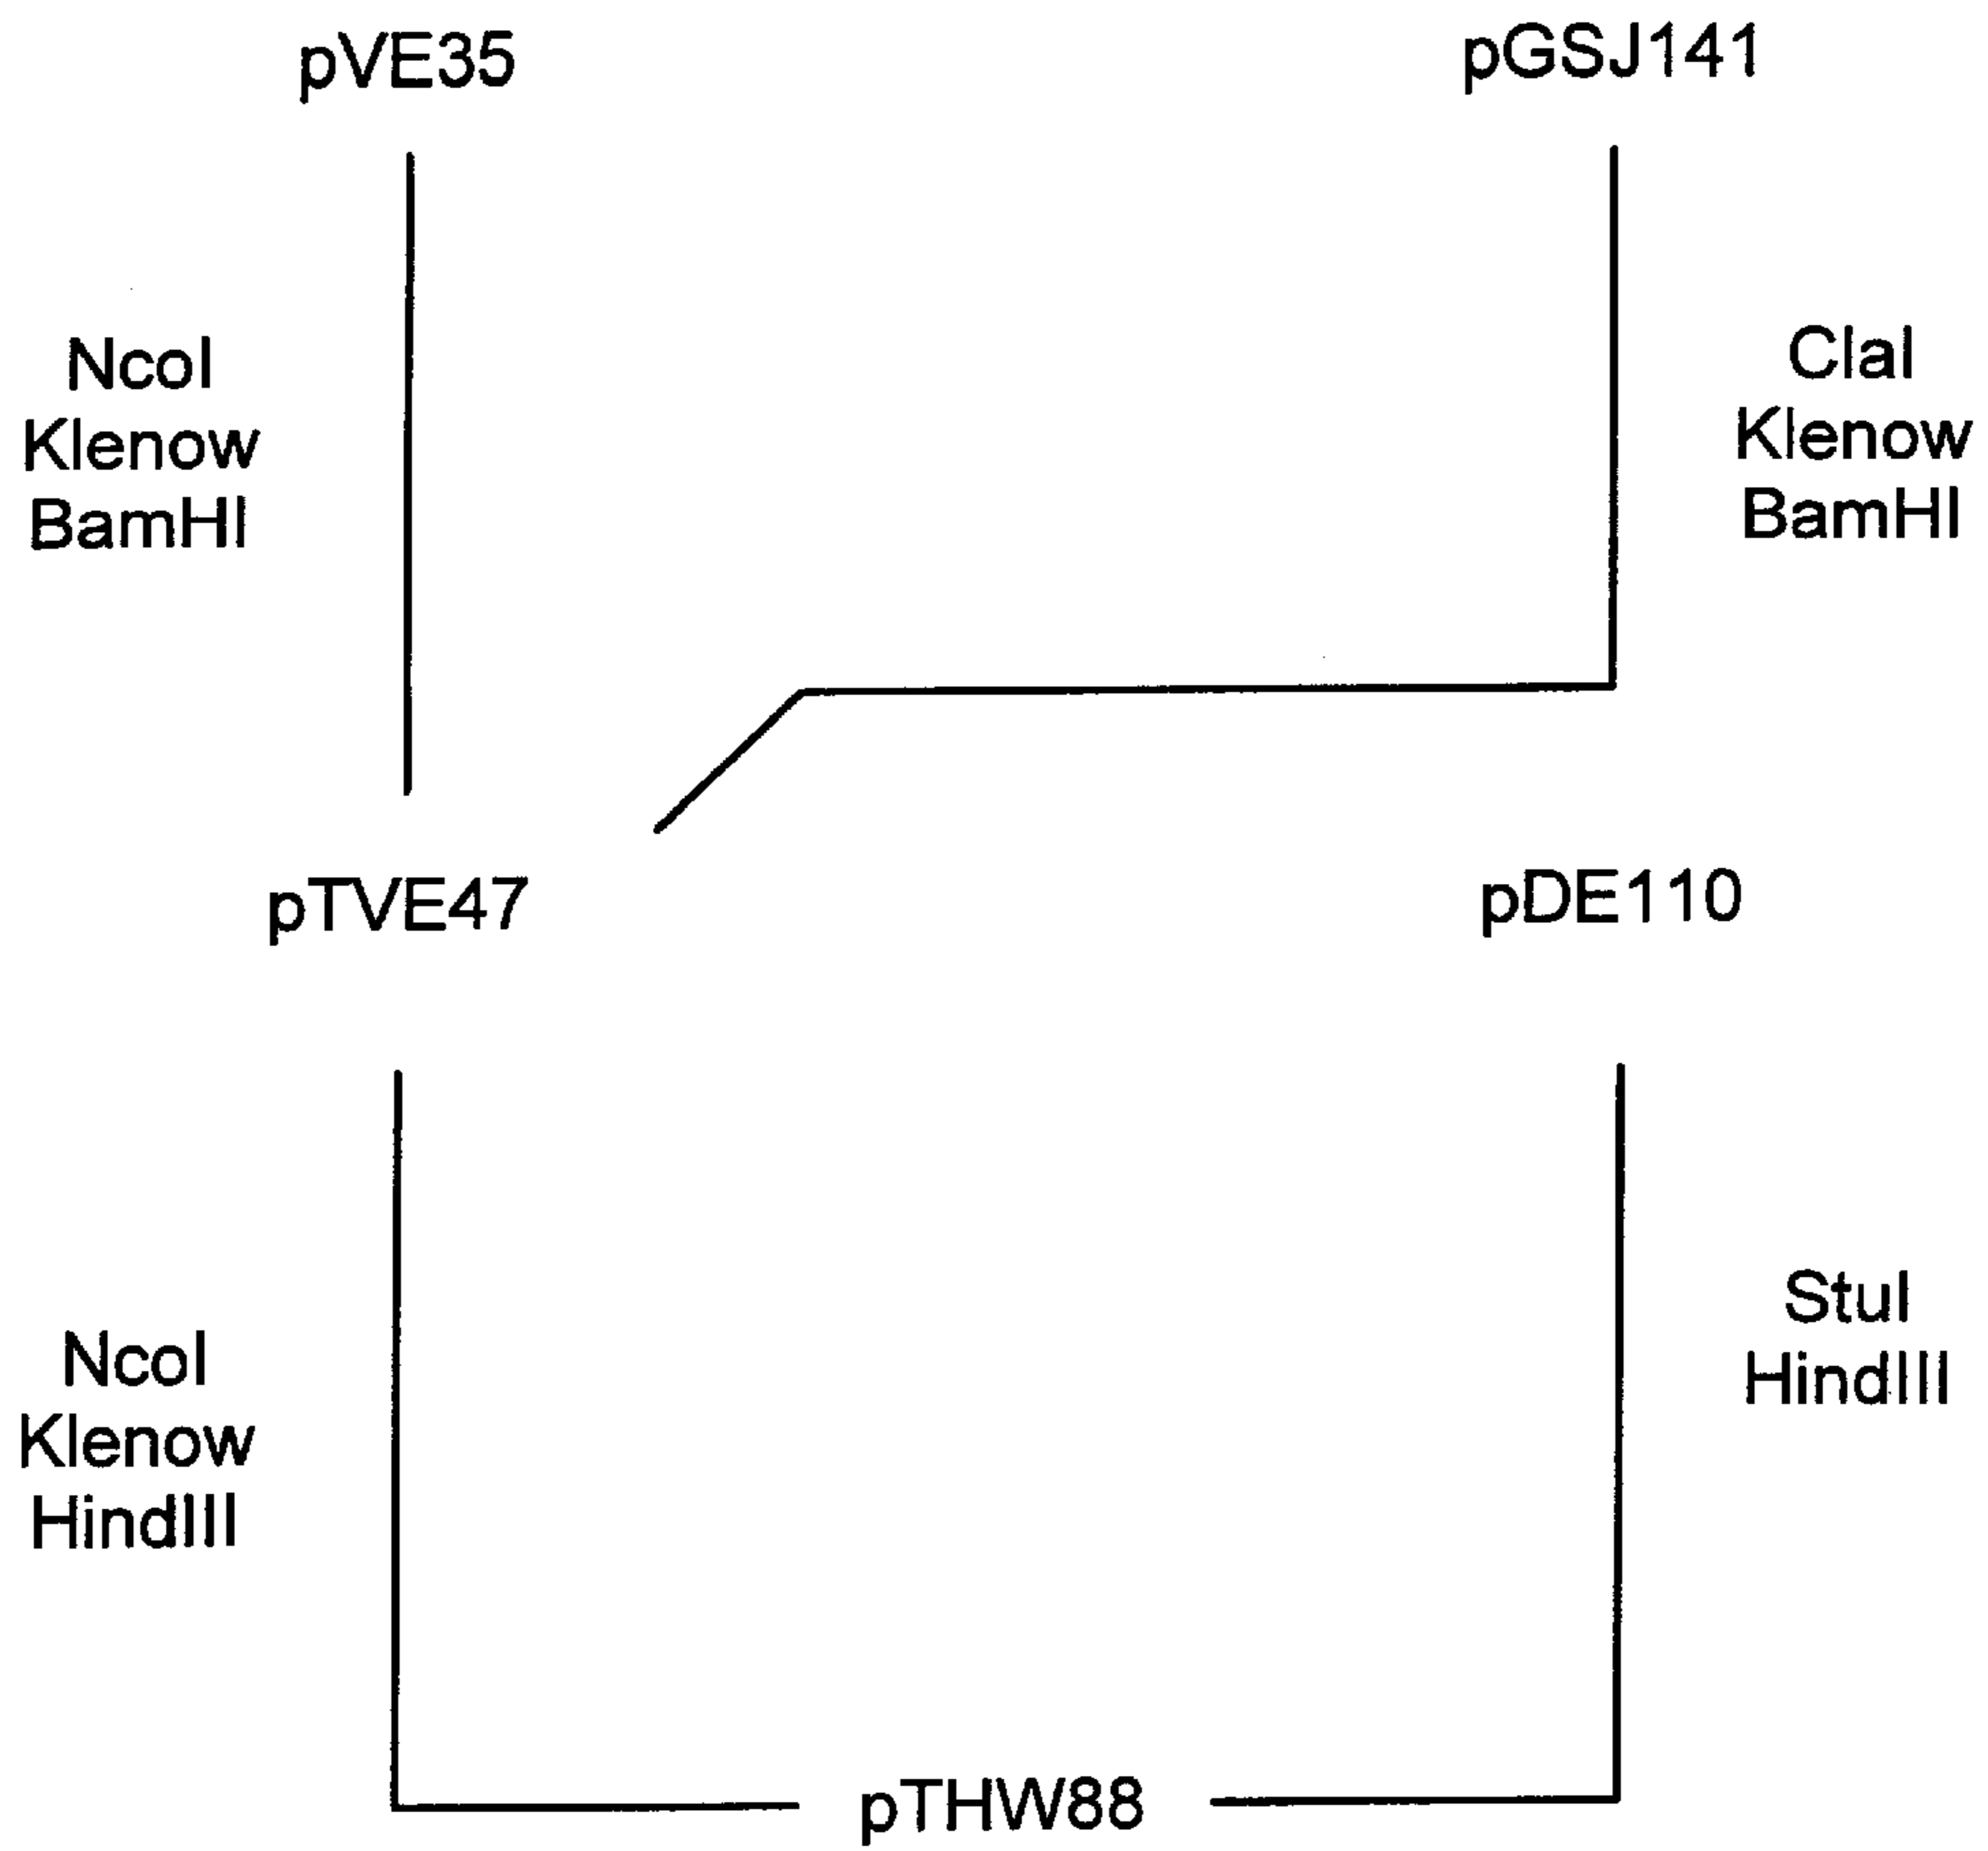 pVE35
pGSJ141
NcoI
Klenow
BamHI
ClaI
Klenow
BamHI
pTVE47
pDE110
NcoI
Klenow
HindIII
StuI
HindIII
pTHW88